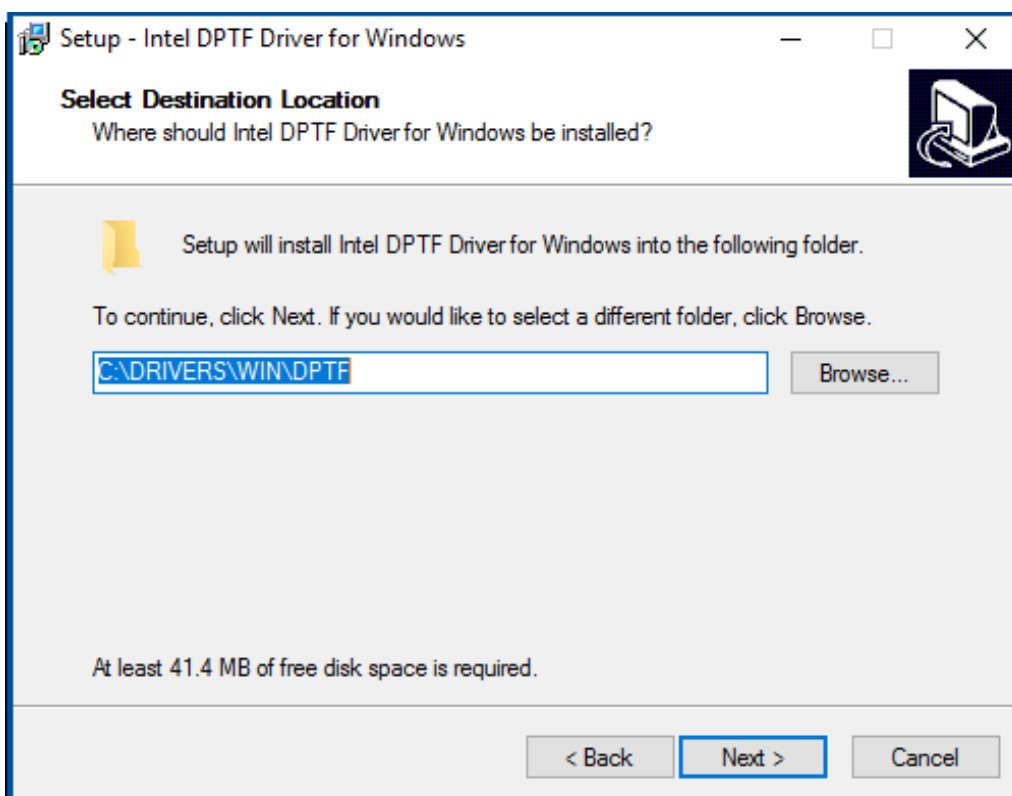 Setup - Intel DPTF Driver for Windows
Select Destination Location
Where should Intel DPTF Driver for Windows be installed?
Setup will install Intel DPTF Driver for Windows into the following folder.
To continue, click Next. If you would like to select a different folder, click Browse.
C:\DRIVERS\WIN\DPTF
Browse...
At least 41.4 MB of free disk space is required.
< Back
Next >
Cancel